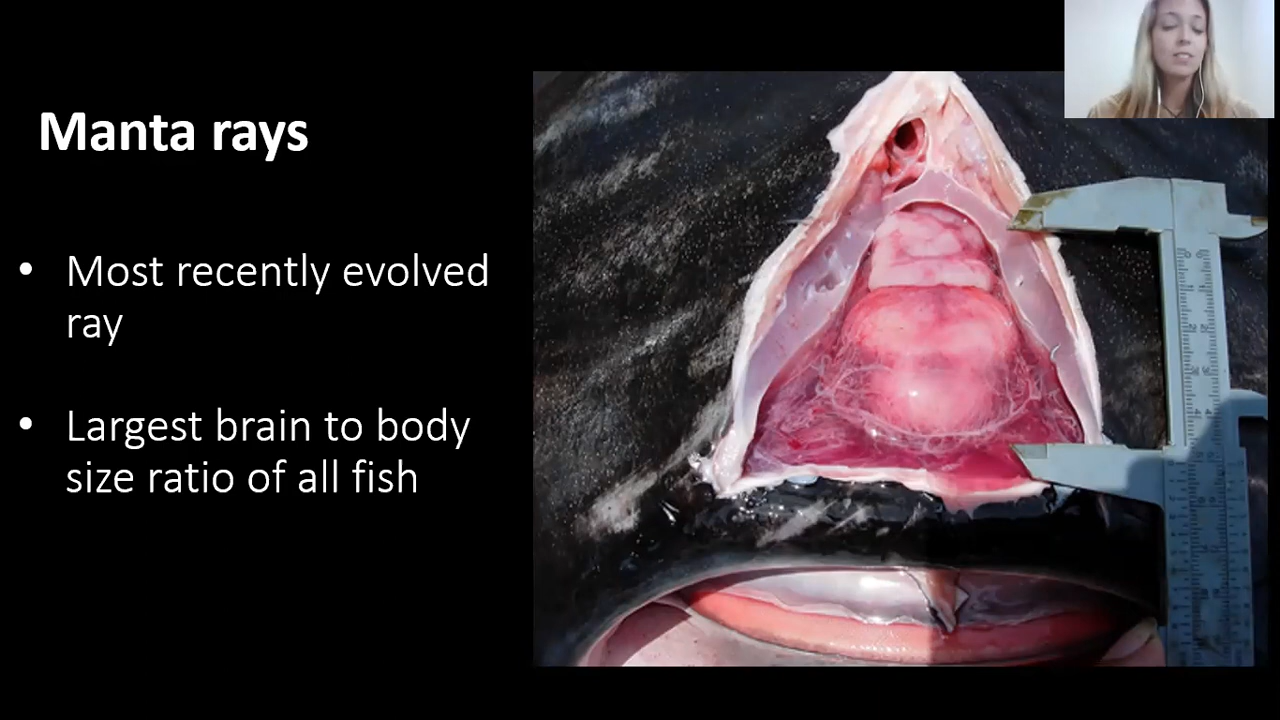 Manta rays
• Most recently evolved
ray
• Largest brain to body
size ratio of all fish